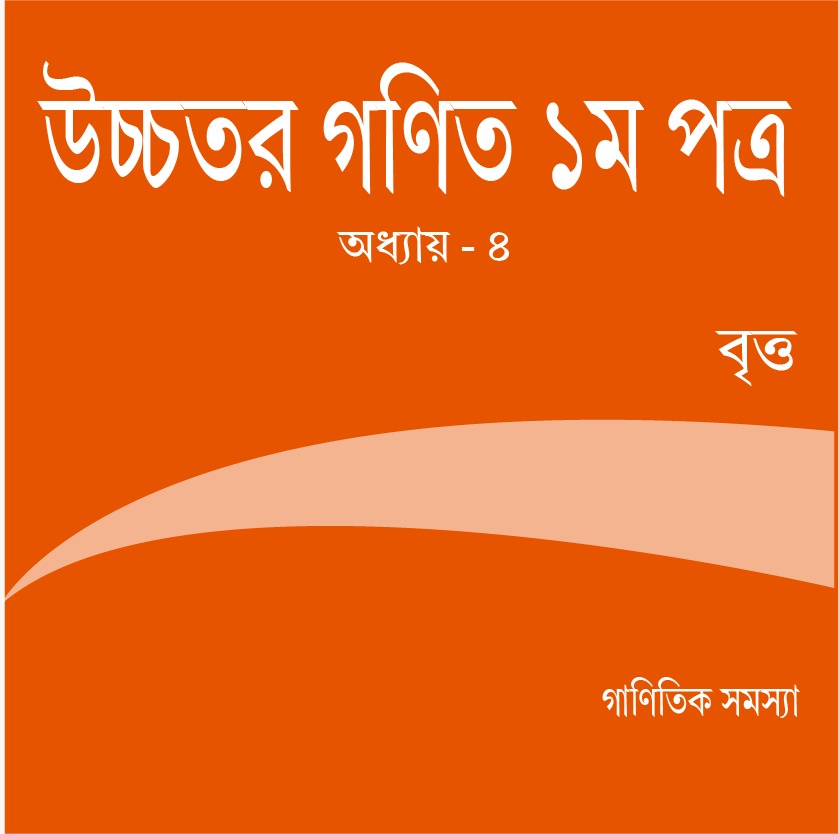 উচ্চতর গণিত ১ম পত্র
অধ্যায় - ৪
বৃত্ত
গাণিতিক সমস্যা